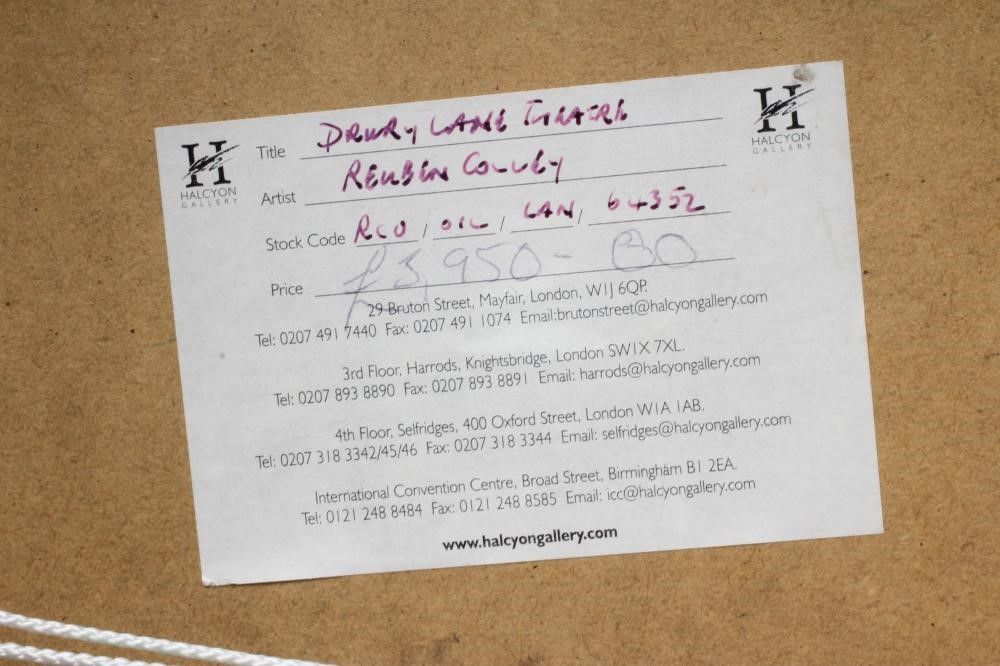 H HALCYON GALLERY
H HALCYON GALLERY
Title DRURY LANE THEATRE
Artist REUBEN COLLEY
Stock Code RCO / OIL / LAN / 64352
Price £3,950-00
29 Bruton Street, Mayfair, London, W1J 6QP.
Tel: 0207 491 7440 Fax: 0207 491 1074 Email:brutonstreet@halcyongallery.com
3rd Floor, Harrods, Knightsbridge, London SW1X 7XL.
Tel: 0207 893 8890 Fax: 0207 893 8891 Email: harrods@halcyongallery.com
4th Floor, Selfridges, 400 Oxford Street, London W1A 1AB.
Tel: 0207 318 3342/45/46 Fax: 0207 318 3344 Email: selfridges@halcyongallery.com
International Convention Centre, Broad Street, Birmingham B1 2EA.
Tel: 0121 248 8484 Fax: 0121 248 8585 Email: icc@halcyongallery.com
www.halcyongallery.com